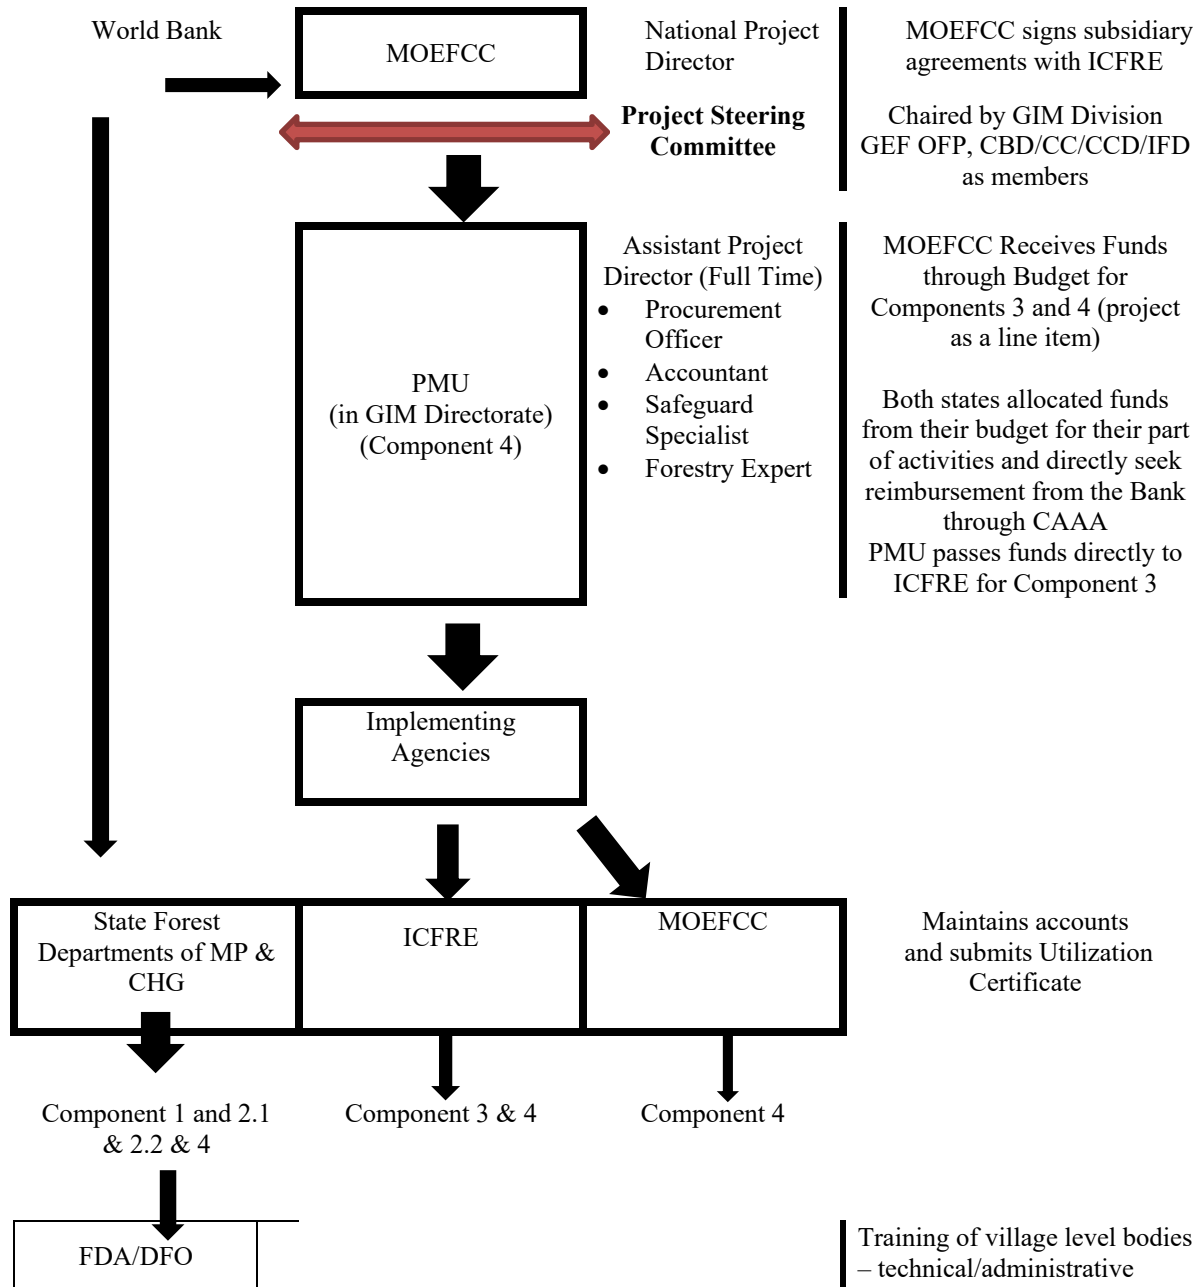 World Bank
MOEFCC
National Project
Director
MOEFCC signs subsidiary
agreements with ICFRE
Project Steering
Committee
Chaired by GIM Division
GEF OFP, CBD/CC/CCD/IFD
as members
PMU
(in GIM Directorate)
(Component 4)
Assistant Project
Director (Full Time)
• Procurement
Officer
• Accountant
• Safeguard
Specialist
• Forestry Expert
MOEFCC Receives Funds
through Budget for
Components 3 and 4 (project
as a line item)
Both states allocated funds
from their budget for their part
of activities and directly seek
reimbursement from the Bank
through CAAA
PMU passes funds directly to
ICFRE for Component 3
Implementing
Agencies
State Forest
Departments of MP &
CHG
ICFRE
MOEFCC
Maintains accounts
and submits Utilization
Certificate
Component 1 and 2.1
& 2.2 & 4
Component 3 & 4
Component 4
FDA/DFO
Training of village level bodies
– technical/administrative